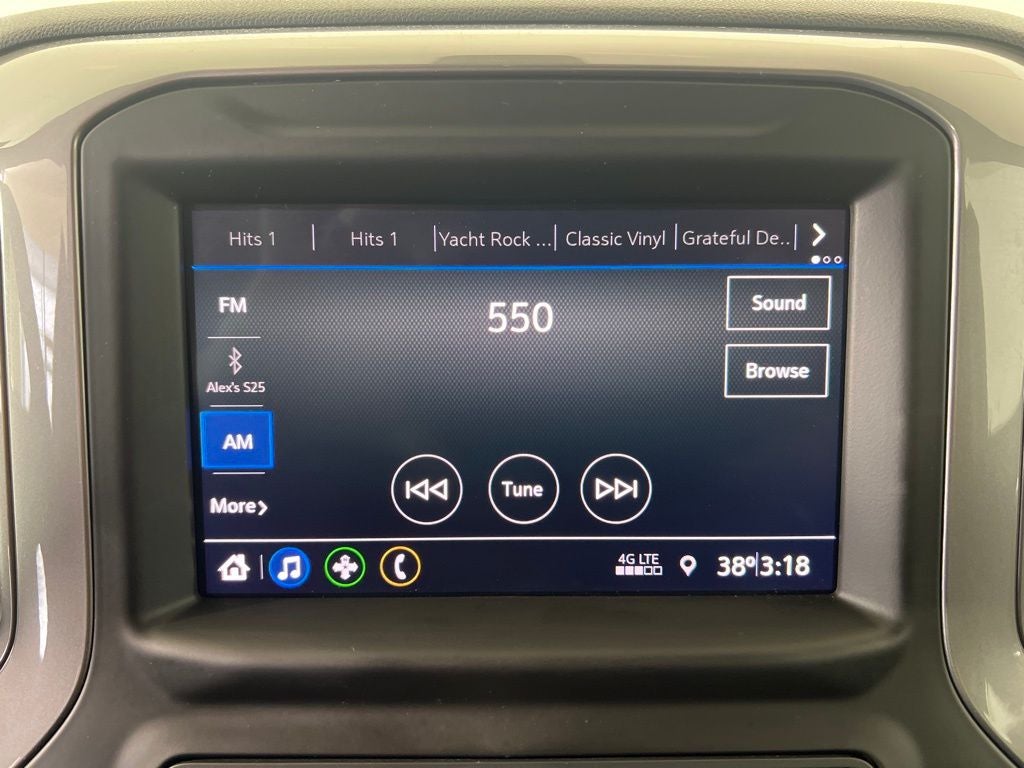 Hits 1 | Hits 1 | Yacht Rock ... | Classic Vinyl | Grateful De..
FM
550
Sound
Alex's S25
Browse
AM
More
Tune
4G LTE
38° 3:18